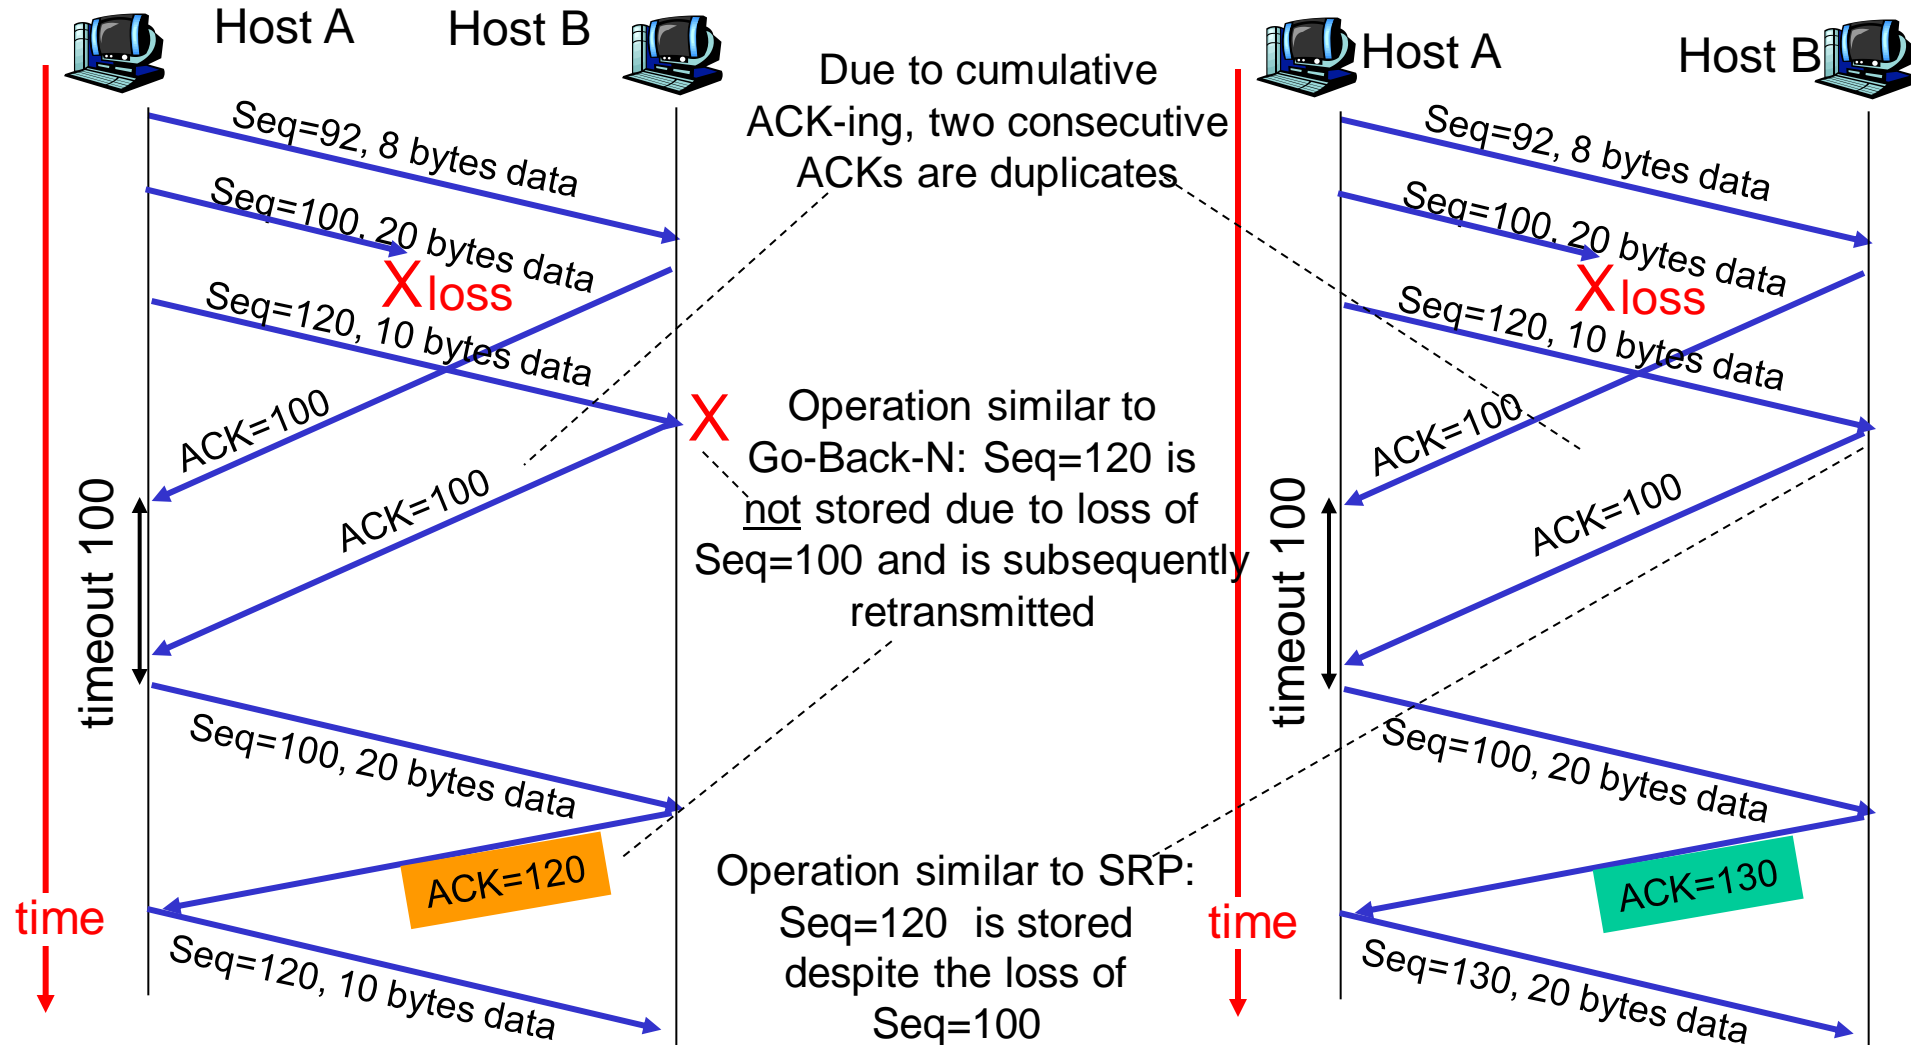 Host A
Host B
Seq=92, 8 bytes data
Seq=100, 20 bytes data
X loss
Seq=120, 10 bytes data
X
ACK=100
ACK=100
timeout 100
Seq=100, 20 bytes data
ACK=120
time
Seq=120, 10 bytes data
Due to cumulative
ACK-ing, two consecutive
ACKs are duplicates
Operation similar to
Go-Back-N: Seq=120 is
not stored due to loss of
Seq=100 and is subsequently
retransmitted
Operation similar to SRP:
Seq=120 is stored
despite the loss of
Seq=100
Host A
Host B
Seq=92, 8 bytes data
Seq=100, 20 bytes data
X loss
Seq=120, 10 bytes data
ACK=100
ACK=100
timeout 100
Seq=100, 20 bytes data
ACK=130
time
Seq=130, 20 bytes data